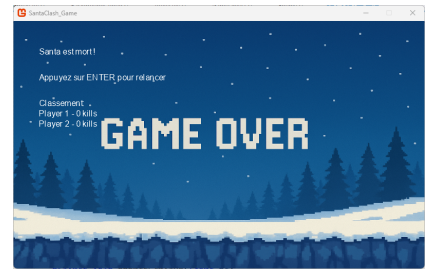 SantaClash_Game
Santa est mort!
Appuyez sur ENTER pour relancer
Classement:
Player 1 - 0 kills
Player 2 - 0 kills
GAME OVER